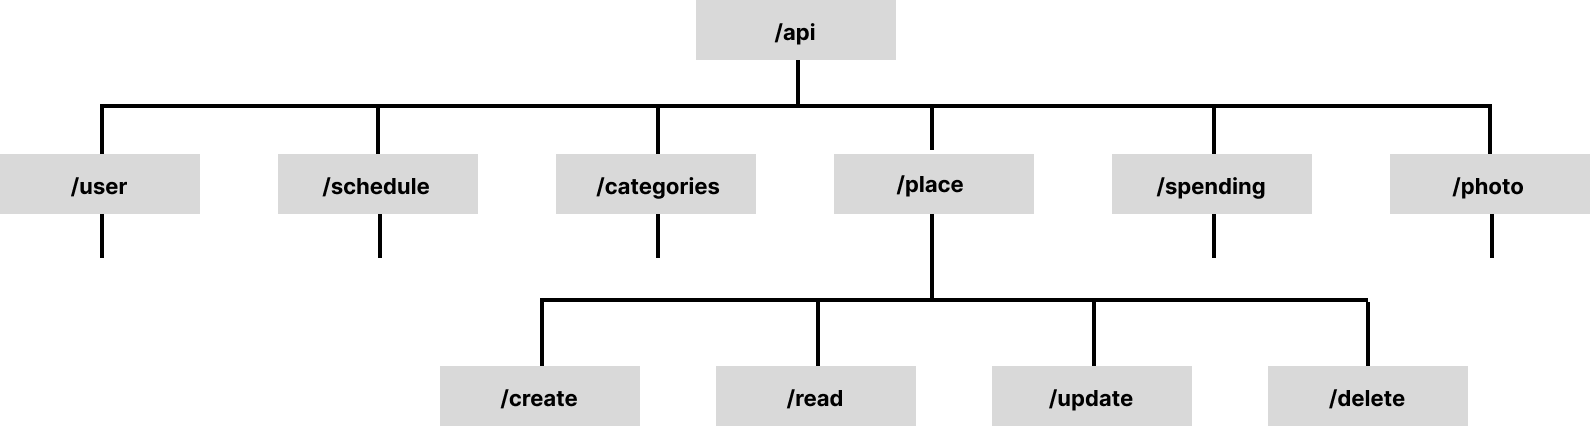 /api
/user
/schedule
/categories
/place
/spending
/photo
/create
/read
/update
/delete